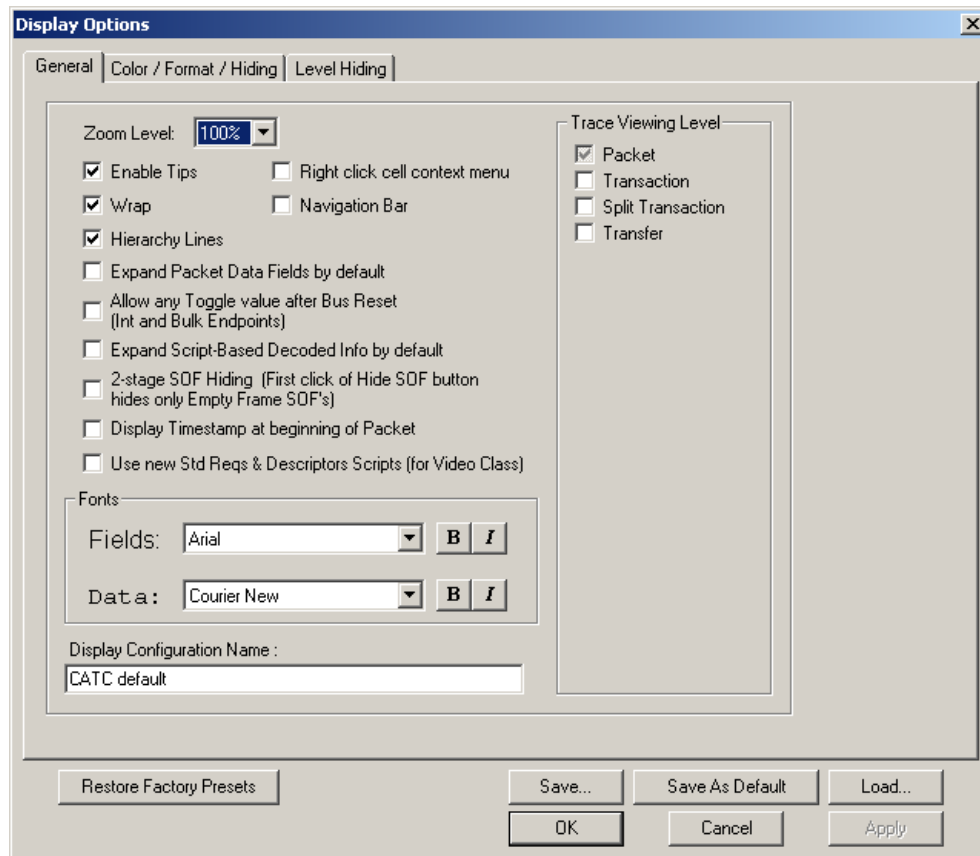 Display Options
General
Color / Format / Hiding
Level Hiding
Zoom Level: 100%
Enable Tips
Right click cell context menu
Wrap
Navigation Bar
Hierarchy Lines
Expand Packet Data Fields by default
Allow any Toggle value after Bus Reset
(Int and Bulk Endpoints)
Expand Script-Based Decoded Info by default
2-stage SOF Hiding (First click of Hide SOF button
hides only Empty Frame SOF's)
Display Timestamp at beginning of Packet
Use new Std Reqs & Descriptors Scripts (for Video Class)
Fonts
Fields: Arial B I
Data: Courier New B I
Display Configuration Name :
CATC default
Trace Viewing Level
Packet
Transaction
Split Transaction
Transfer
Restore Factory Presets
Save...
Save As Default
Load...
OK
Cancel
Apply